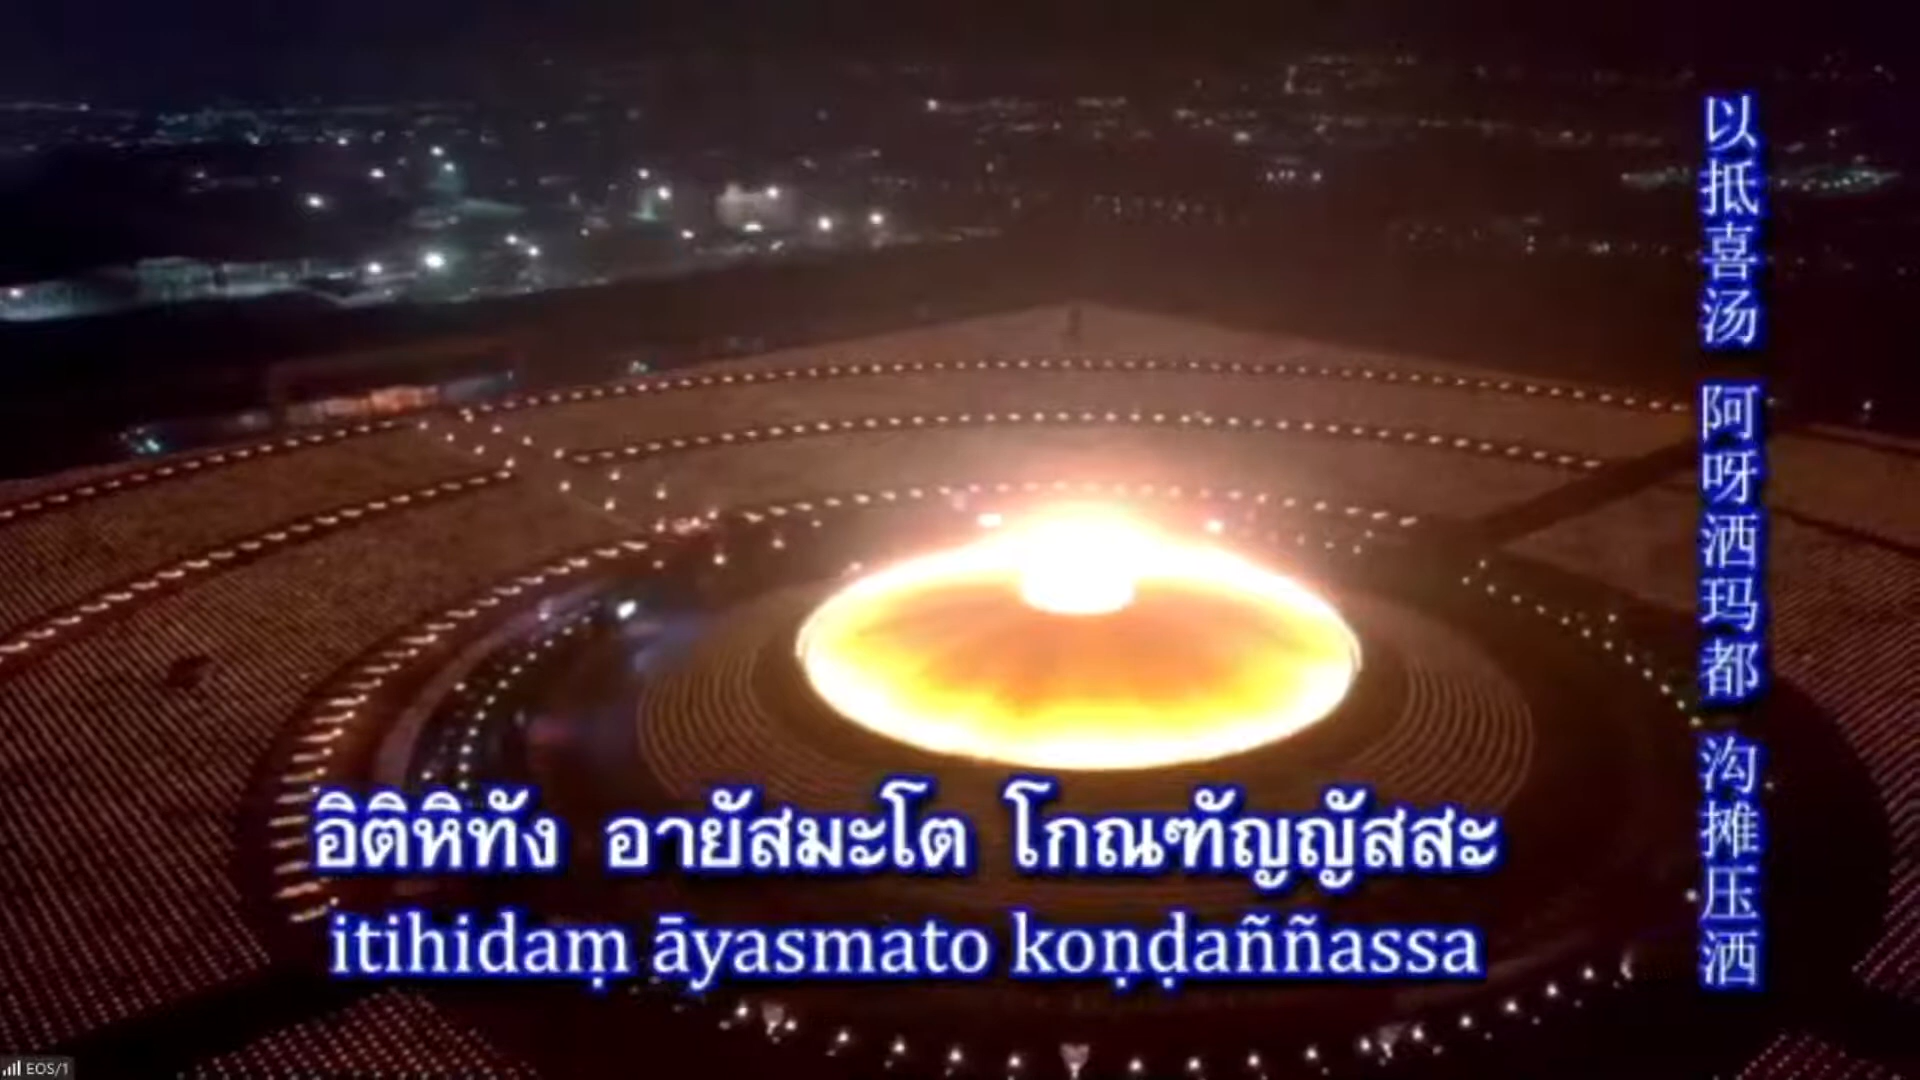 อิติหิทัง อายัสมะโต โกณฑัญญัสสะ
itihidaṃ āyasmato koṇḍaññassa
以抵喜汤 阿呀洒玛都 沟摊压洒
EOS/1